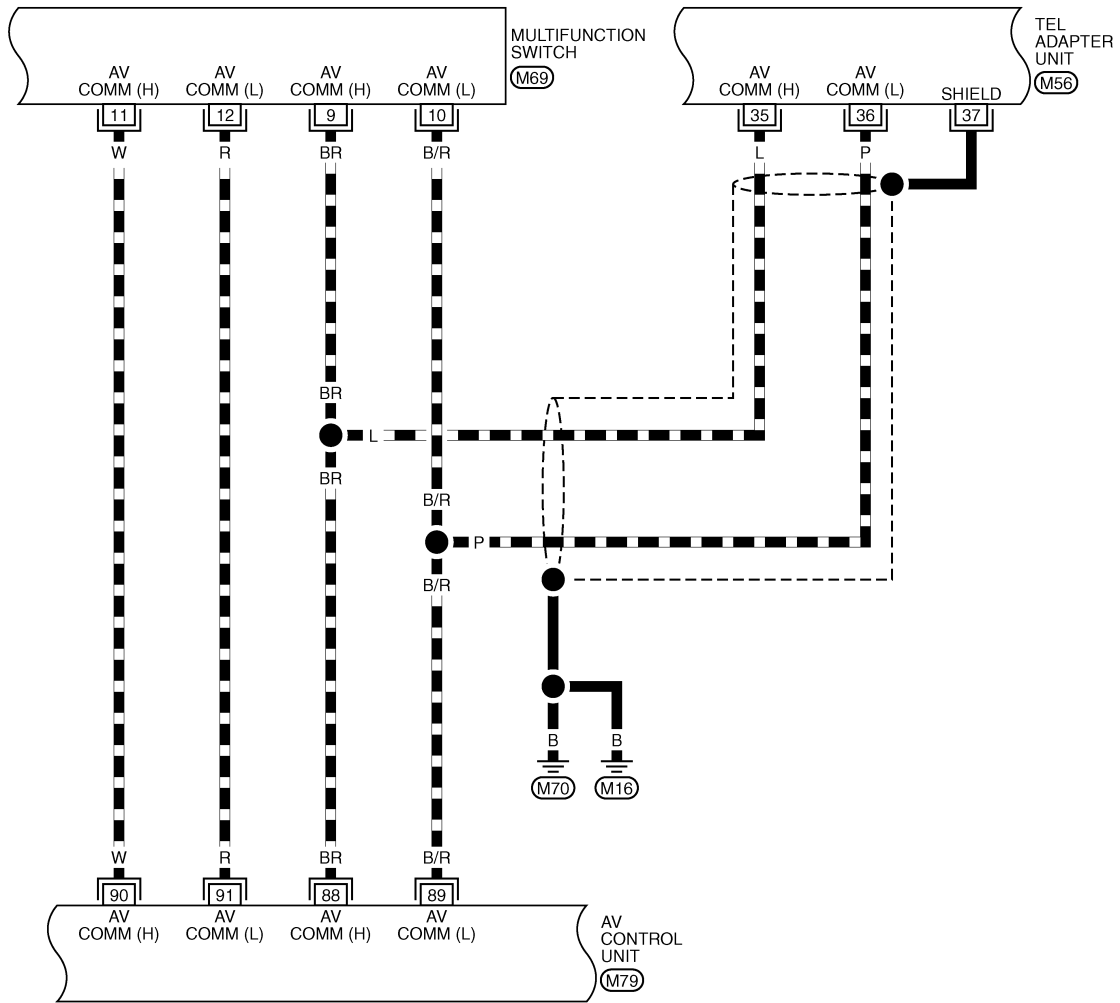 MULTIFUNCTION
SWITCH
M69
AV
COMM (H)
AV
COMM (L)
AV
COMM (H)
AV
COMM (L)
11
12
9
10
W
R
BR
B/R
TEL
ADAPTER
UNIT
M56
AV
COMM (H)
AV
COMM (L)
SHIELD
35
36
37
L
P
BR
L
BR
B/R
P
B/R
B
B
M70
M16
W
R
BR
B/R
90
91
88
89
AV
COMM (H)
AV
COMM (L)
AV
COMM (H)
AV
COMM (L)
AV
CONTROL
UNIT
M79